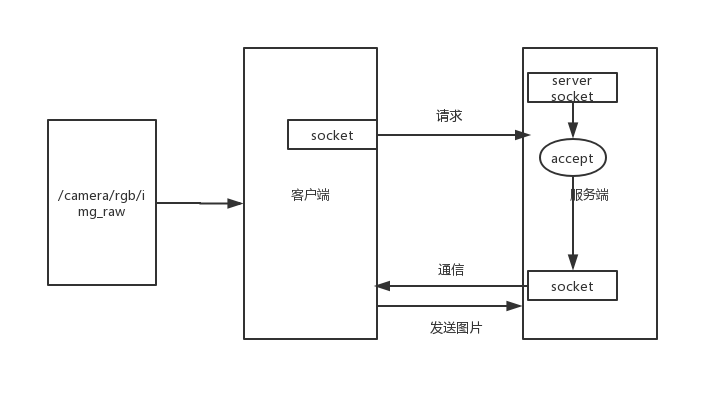 /camera/rgb/i
mg_raw
socket
客户端
请求
通信
发送图片
server
socket
accept
服务端
socket